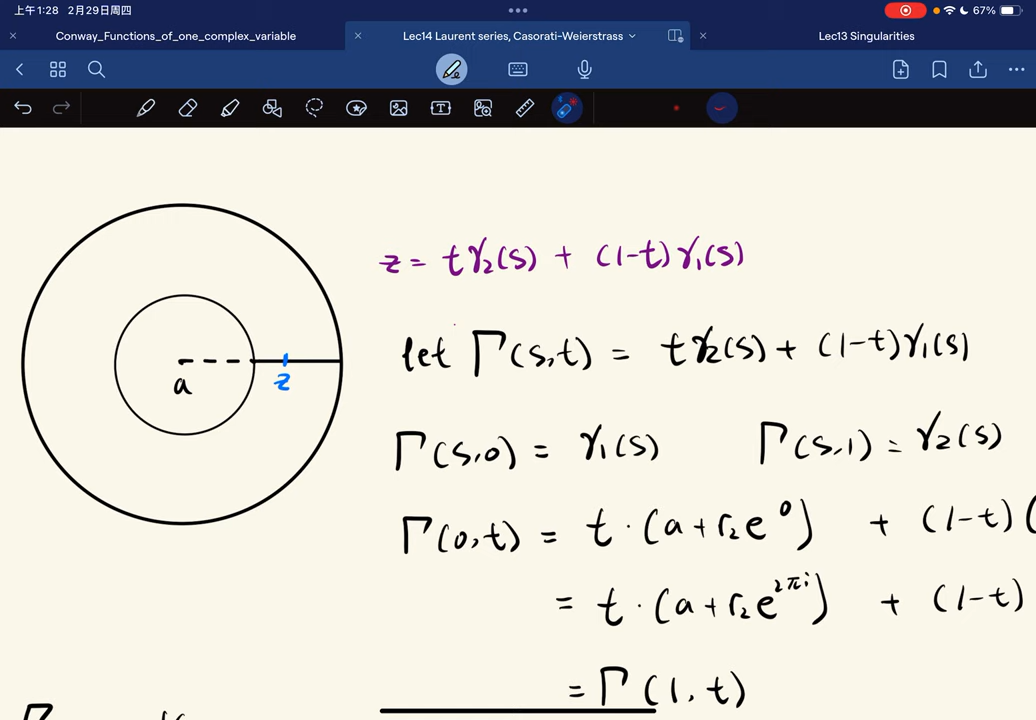 上午1:28 2月29日周四
67%
Conway_Functions_of_one_complex_variable
Lec14 Laurent series, Casorati-Weierstrass
Lec13 Singularities
z = tγ₂(s) + (1-t)γ₁(s)
let Γ(s,t) = tγ₂(s) + (1-t)γ₁(s)
a
z
Γ(s,0) = γ₁(s) Γ(s,1) = γ₂(s)
Γ(0,t) = t·(a+r₂e⁰) + (1-t)(
= t·(a+r₂e^{2πi}) + (1-t)
= Γ(1,t)